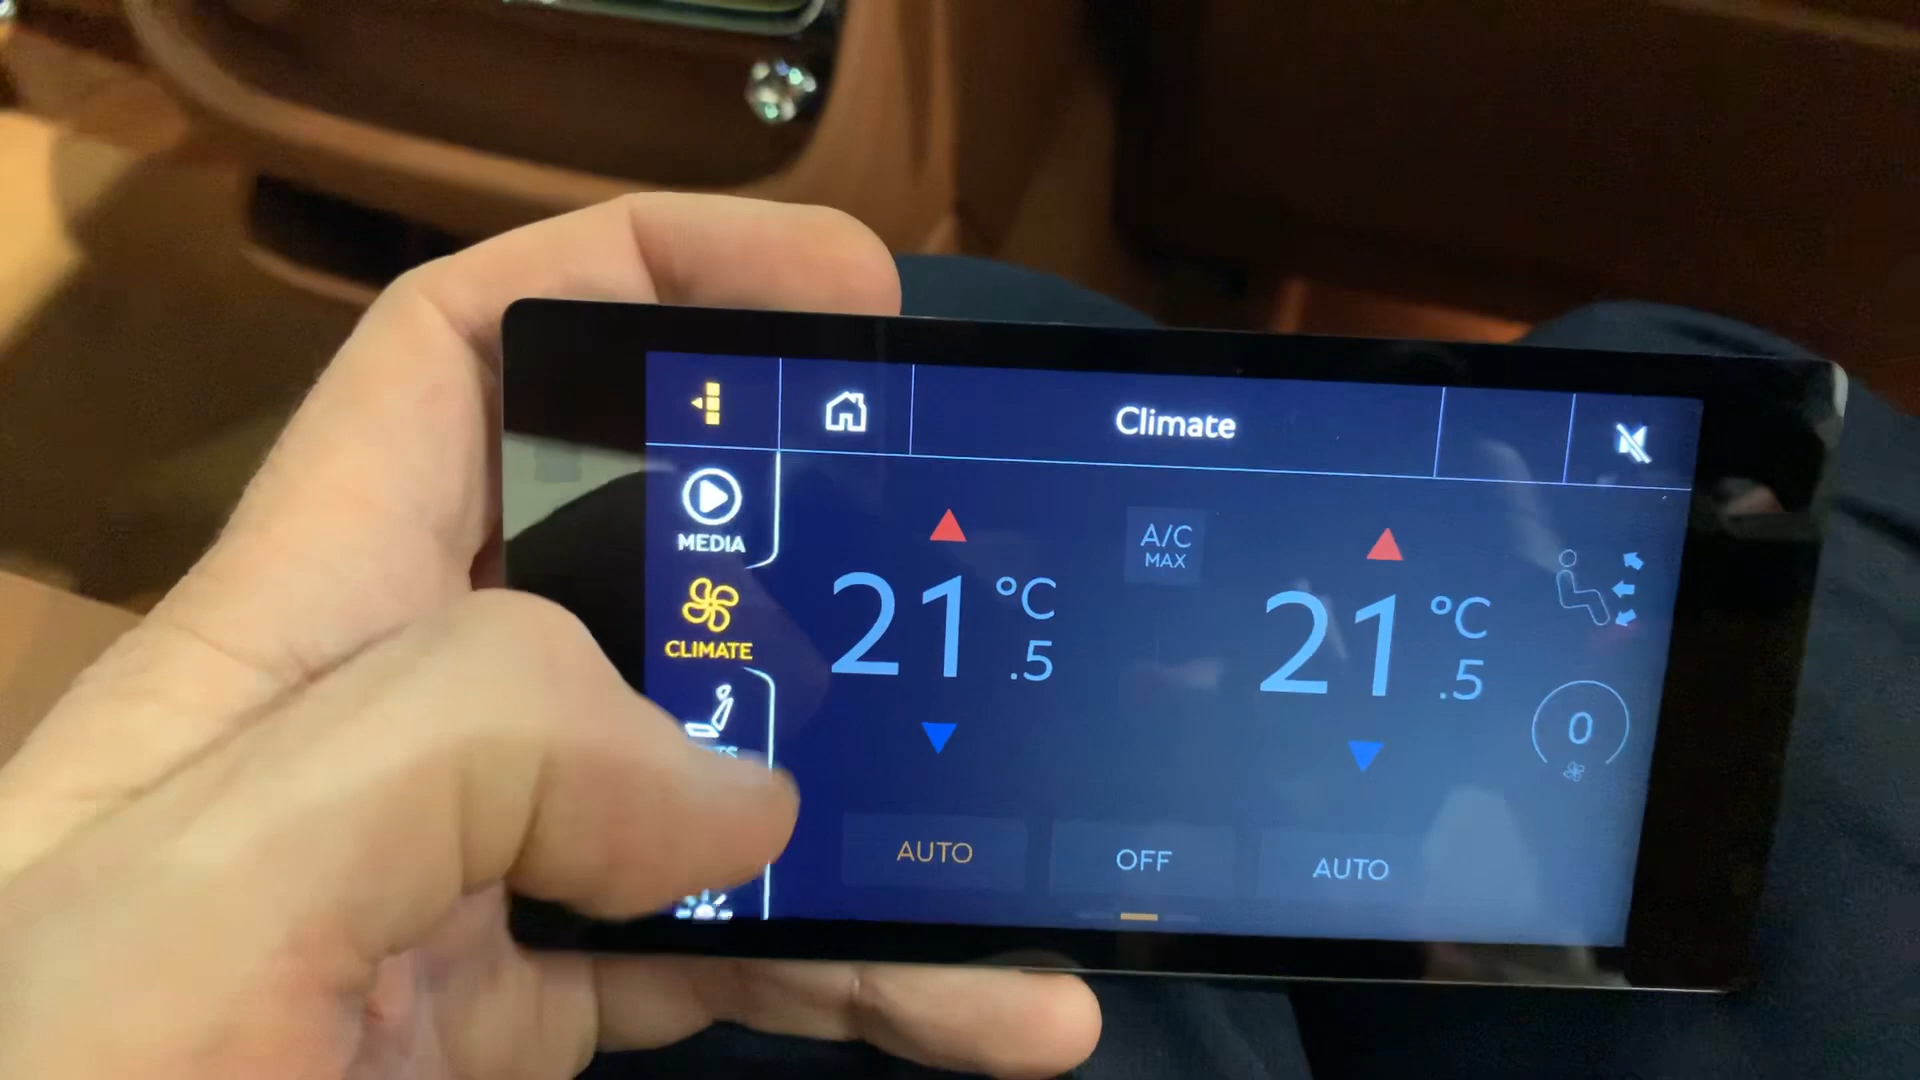 Climate
MEDIA
A/C
MAX
21 °C
.5
21 °C
.5
CLIMATE
0
AUTO
OFF
AUTO